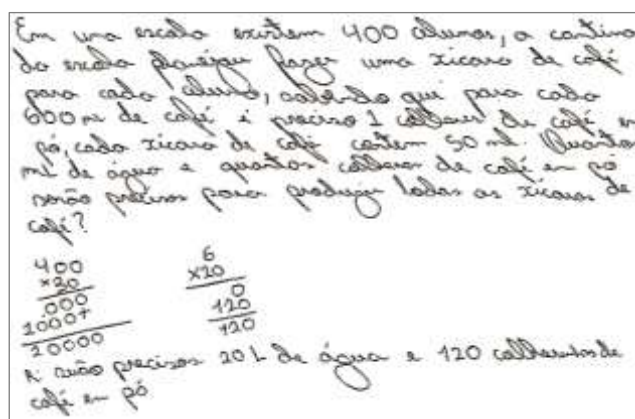 Em uma escola existem 400 alunos, a cantina
da escola planejou fazer uma xicara de café
para cada aluno, sabendo que para cada
600 ml de café é preciso 1 colher de café em
pó, cada xicara de café contem 50 ml. Quantos
ml de água e quantas colheres de café em pó
serão precisos para produzir todas as xicaras de
café?
400
x50
000
2000+
20000
6
x20
0
120
120
R: serão precisos 20 L de água e 120 de
café em pó